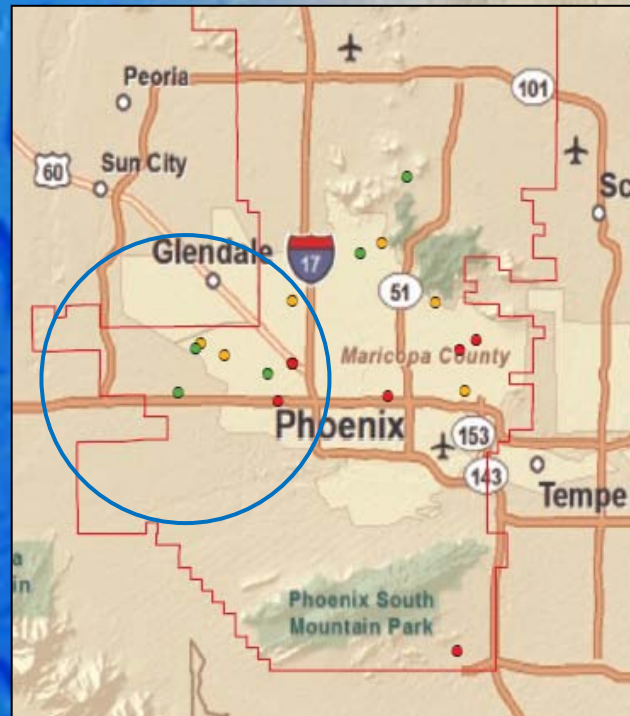 101
Peoria
60
Sun City
Sc
Glendale
17
51
Maricopa County
Phoenix
153
143
Tempe
a
in
Phoenix South
Mountain Park